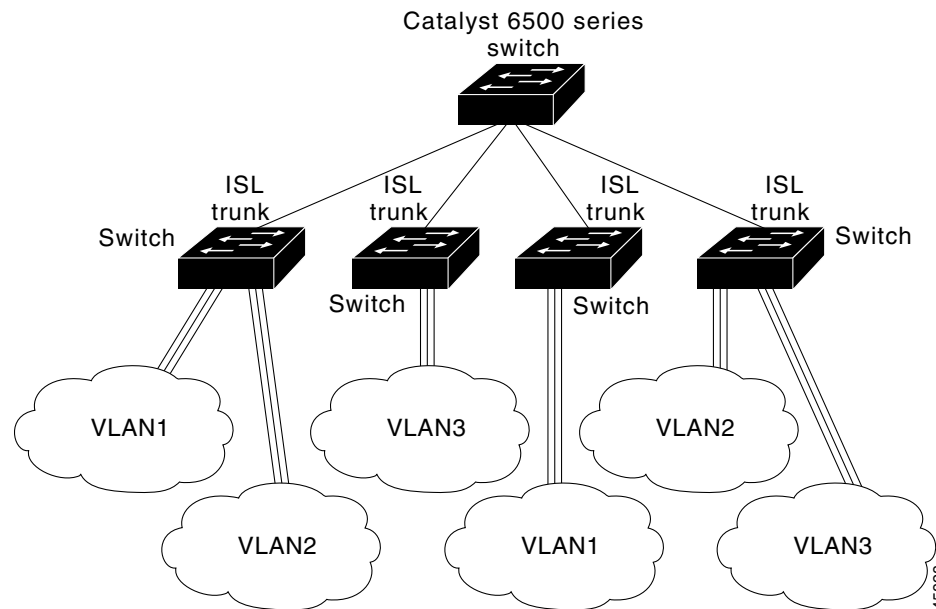 Catalyst 6500 series
switch
ISL
trunk
ISL
trunk
ISL
trunk
ISL
trunk
Switch
Switch
Switch
Switch
VLAN1
VLAN3
VLAN2
VLAN2
VLAN1
VLAN3